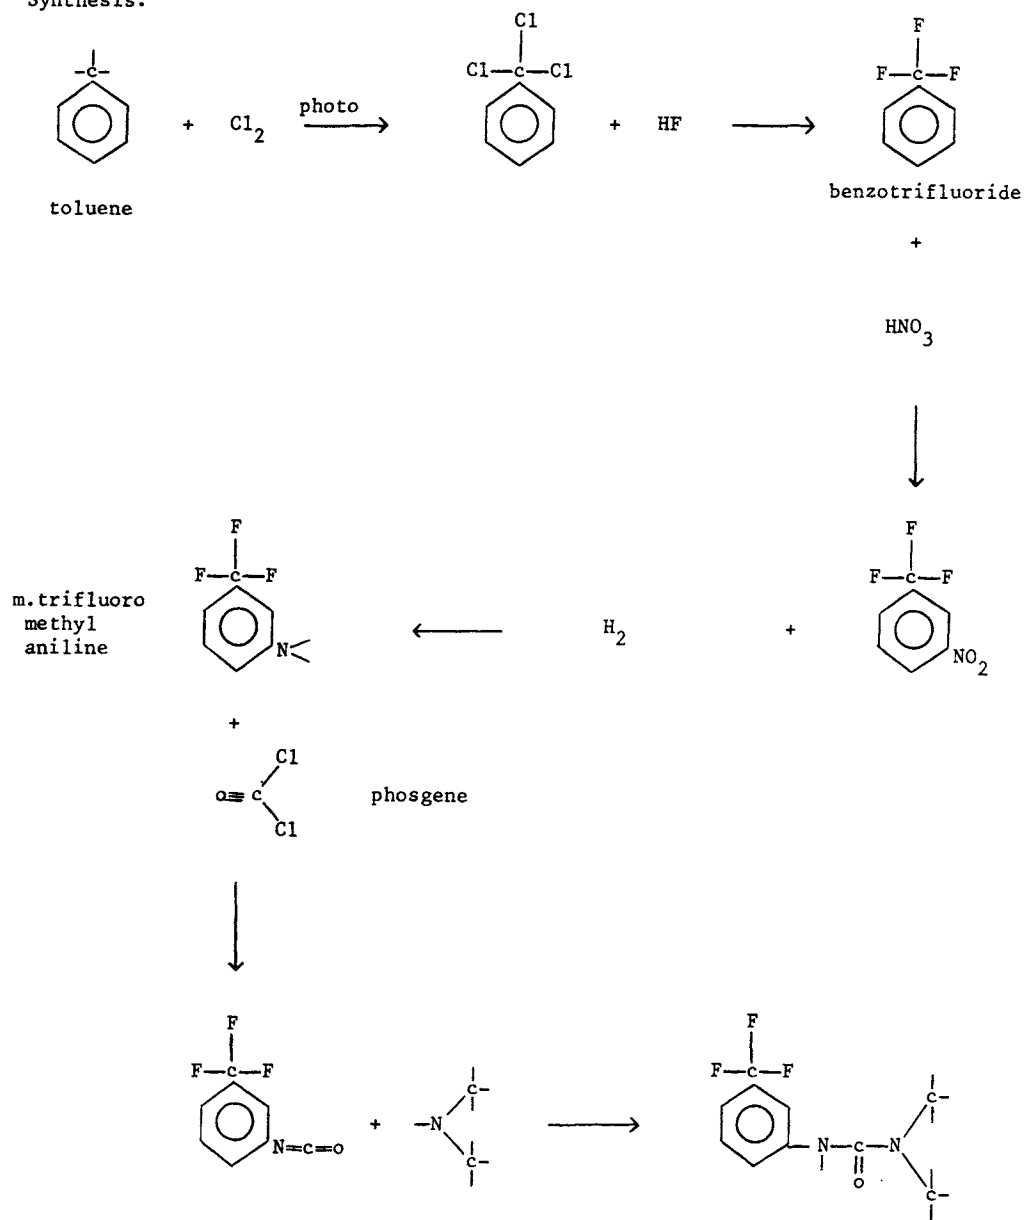 Synthesis:
Cl
Cl—C—Cl
F
F—C—F
-C-
+ Cl2 photo + HF
toluene
benzotrifluoride
+
HNO3
F
F—C—F
F
F—C—F
m.trifluoro
methyl
aniline
N
H2 +
NO2
+
Cl
O≡C phosgene
Cl
F
F—C—F
N=C=O
+ -N
C-
C-
F
F—C—F
N—C—N
O
C-
C-